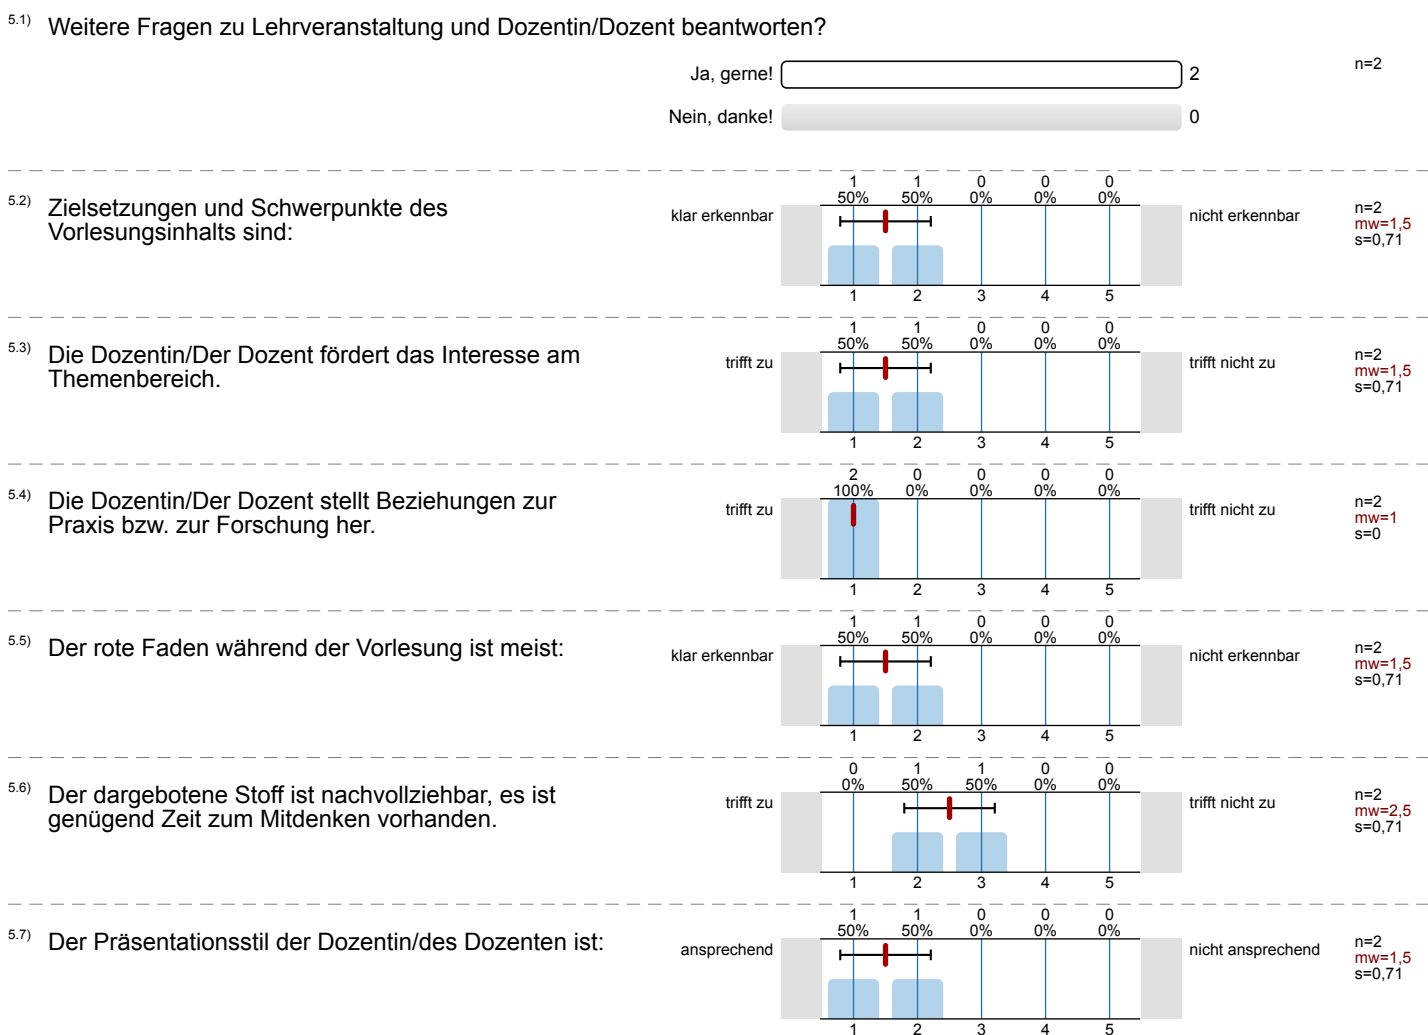 5.1) Weitere Fragen zu Lehrveranstaltung und Dozentin/Dozent beantworten?
Ja, gerne! 2 n=2
Nein, danke! 0
1 1 0 0 0
50% 50% 0% 0% 0%
5.2) Zielsetzungen und Schwerpunkte des
Vorlesungsinhalts sind:
klar erkennbar nicht erkennbar
n=2
mw=1,5
s=0,71
1 2 3 4 5
1 1 0 0 0
50% 50% 0% 0% 0%
5.3) Die Dozentin/Der Dozent fördert das Interesse am
Themenbereich.
trifft zu trifft nicht zu
n=2
mw=1,5
s=0,71
1 2 3 4 5
2 0 0 0 0
100% 0% 0% 0% 0%
5.4) Die Dozentin/Der Dozent stellt Beziehungen zur
Praxis bzw. zur Forschung her.
trifft zu trifft nicht zu
n=2
mw=1
s=0
1 2 3 4 5
1 1 0 0 0
50% 50% 0% 0% 0%
5.5) Der rote Faden während der Vorlesung ist meist:
klar erkennbar nicht erkennbar
n=2
mw=1,5
s=0,71
1 2 3 4 5
0 1 1 0 0
0% 50% 50% 0% 0%
5.6) Der dargebotene Stoff ist nachvollziehbar, es ist
genügend Zeit zum Mitdenken vorhanden.
trifft zu trifft nicht zu
n=2
mw=2,5
s=0,71
1 2 3 4 5
1 1 0 0 0
50% 50% 0% 0% 0%
5.7) Der Präsentationsstil der Dozentin/des Dozenten ist:
ansprechend nicht ansprechend
n=2
mw=1,5
s=0,71
1 2 3 4 5